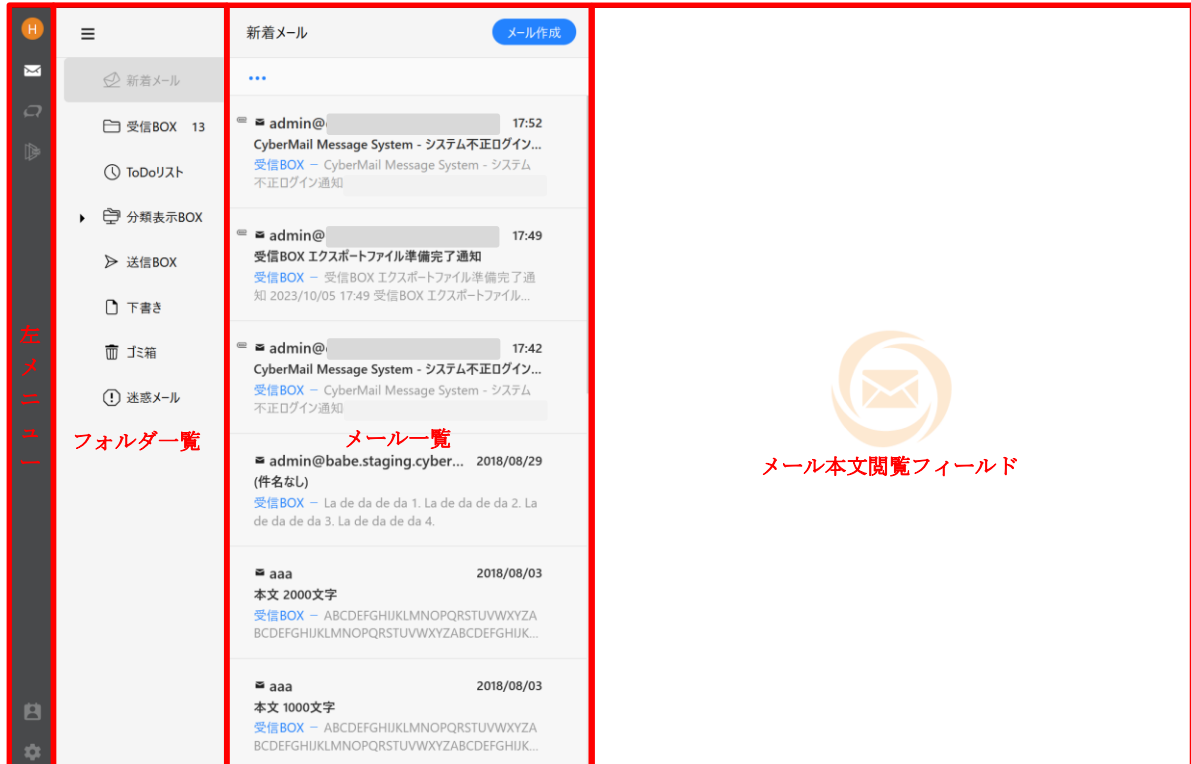 H
左メニュー
新着メール
受信BOX 13
ToDoリスト
分類表示BOX
送信BOX
下書き
ゴミ箱
迷惑メール
フォルダ一覧
新着メール メール作成
admin@ 17:52
CyberMail Message System - システム不正ログイン...
受信BOX － CyberMail Message System - システム
不正ログイン通知
admin@ 17:49
受信BOX エクスポートファイル準備完了通知
受信BOX － 受信BOX エクスポートファイル準備完了通
知 2023/10/05 17:49 受信BOX エクスポートファイル...
admin@ 17:42
CyberMail Message System - システム不正ログイン...
受信BOX － CyberMail Message System - システム
不正ログイン通知
メール一覧
admin@babe.staging.cyber... 2018/08/29
(件名なし)
受信BOX － La de da de da 1. La de da de da 2. La
de da de da 3. La de da de da 4.
aaa 2018/08/03
本文 2000文字
受信BOX － ABCDEFGHIJKLMNOPQRSTUVWXYZA
BCDEFGHIJKLMNOPQRSTUVWXYZABCDEFGHIJK...
aaa 2018/08/03
本文 1000文字
受信BOX － ABCDEFGHIJKLMNOPQRSTUVWXYZA
BCDEFGHIJKLMNOPQRSTUVWXYZABCDEFGHIJK...
メール本文閲覧フィールド